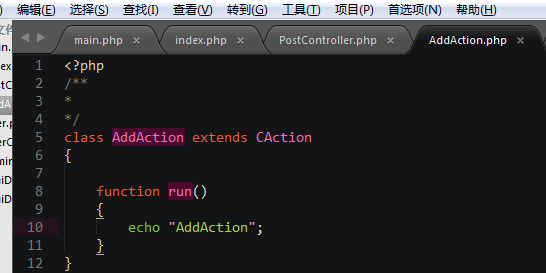 编辑(E) 选择(S) 查找(I) 查看(V) 转到(G) 工具(T) 项目(P) 首选项(N) 帮助(H)
main.php × index.php × PostController.php × AddAction.php ×
1 <?php
2 /**
3 *
4 */
5 class AddAction extends CAction
6 {
7
8 function run()
9 {
10 echo "AddAction";
11 }
12 }